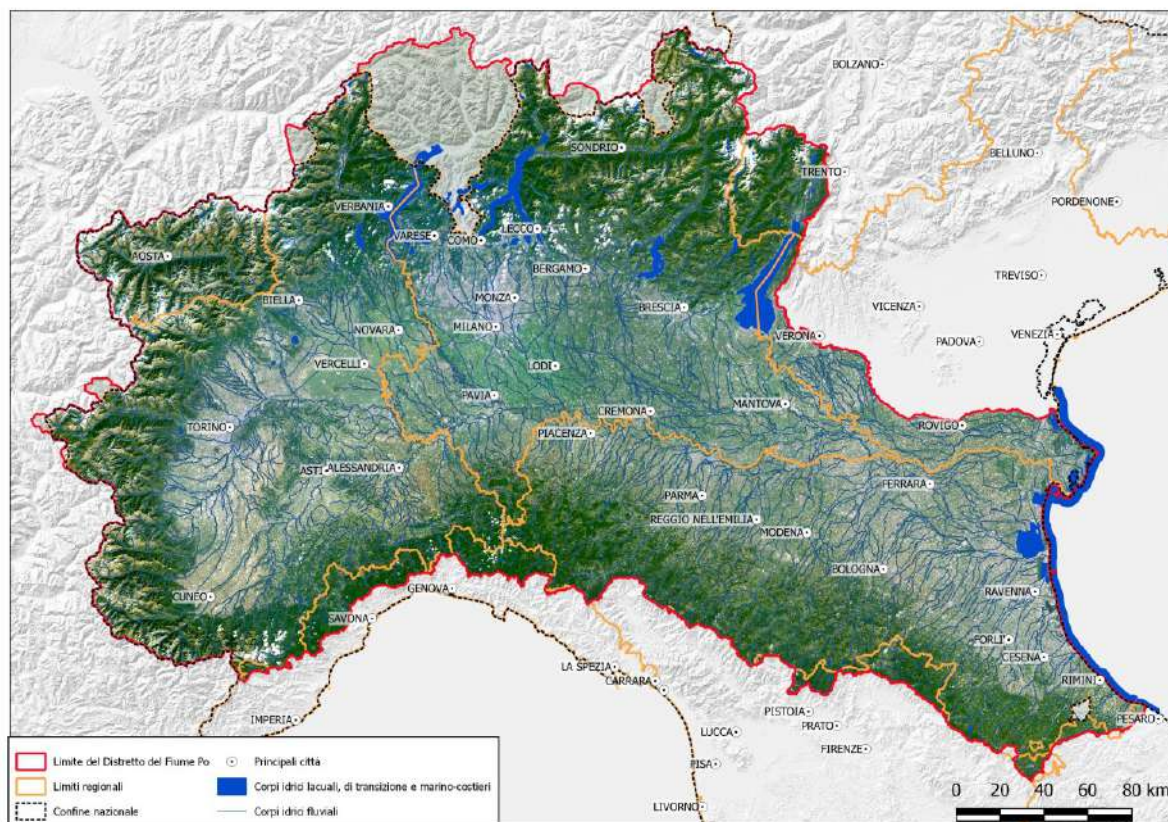 BOLZANO
BELLUNO
SONDRIO
TRENTO
PORDENONE
VERBANIA
VARESE
COMO
LECCO
AOSTA
BERGAMO
TREVISO
BIELLA
MONZA
BRESCIA
VICENZA
NOVARA
MILANO
VERONA
PADOVA
VENEZIA
VERCELLI
LODI
PAVIA
CREMONA
MANTOVA
TORINO
PIACENZA
ROVIGO
ASTI
ALESSANDRIA
FERRARA
PARMA
REGGIO NELL'EMILIA
MODENA
BOLOGNA
CUNEO
GENOVA
RAVENNA
SAVONA
FORLI'
CESENA
LA SPEZIA
CARRARA
RIMINI
IMPERIA
PISTOIA
PRATO
PESARO
LUCCA
FIRENZE
PISA
LIVORNO
Limite del Distretto del Fiume Po
Principali città
Limiti regionali
Corpi idrici lacuali, di transizione e marino-costieri
Confine nazionale
Corpi idrici fluviali
0 20 40 60 80 km